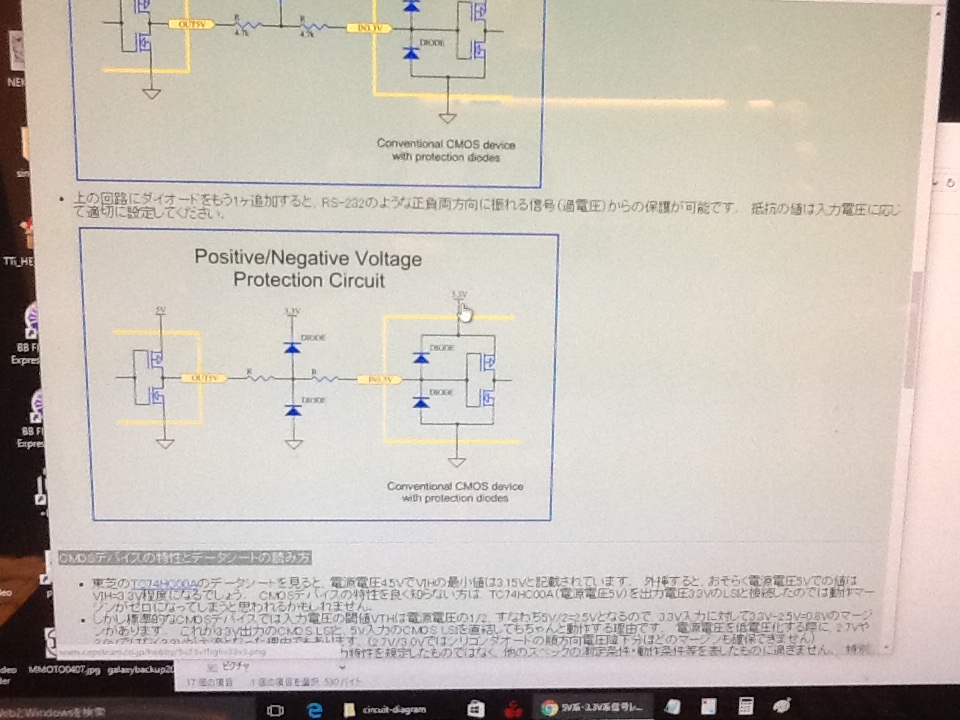 OUT5V
R
4.7k
R
4.7k
IN3.3V
DIODE
Conventional CMOS device
with protection diodes
上の回路にダイオードをもう1ヶ追加すると、RS-232のような正負両方向に振れる信号(過電圧)からの保護が可能です。 抵抗の値は入力電圧に応じ
て適切に設定してください。
Positive/Negative Voltage
Protection Circuit
5V
3.3V
3.3V
DIODE
DIODE
OUT5V
R
R
IN3.3V
DIODE
DIODE
Conventional CMOS device
with protection diodes
CMOSデバイスの特性とデータシートの読み方
東芝のTC74HC00Aのデータシートを見ると、電源電圧4.5VでVIHの最小値は3.15Vと記載されています。 外挿すると、おそらく電源電圧5Vでの値は
VIH=3.3V程度になるでしょう。 CMOSデバイスの特性を良く知らない方は、TC74HC00A(電源電圧5V)を出力電圧3.3VのLSIと接続したのでは動作マー
ジンがゼロになってしまうと思われるかもしれません。
しかし標準的なCMOSデバイスでは入力電圧の閾値VTHは電源電圧の1/2、すなわち5V/2=2.5Vとなるので、3.3V入力に対して3.3V-2.5V=0.8Vのマージ
ンがあります。 これが3.3V出力のCMOS LSIと、5V入力のCMOS LSIを直結してもちゃんと動作する理由です。 電源電圧を低電圧化する際に、2.7Vや
力特性を規定したものではなく、他のスペックの測定条件・動作条件等を表したものに過ぎません。 特別
ピクチャ
17 個の項目 1 個の項目を選択 530バイト
NE
sin
TTi_HE
BB F
Expres
BB F
Expre
deo
MMOTO0407.jpg
galaxybackup20
WebとWindowsを検索
circuit-diagram
5V系-3.3V系信号レ...